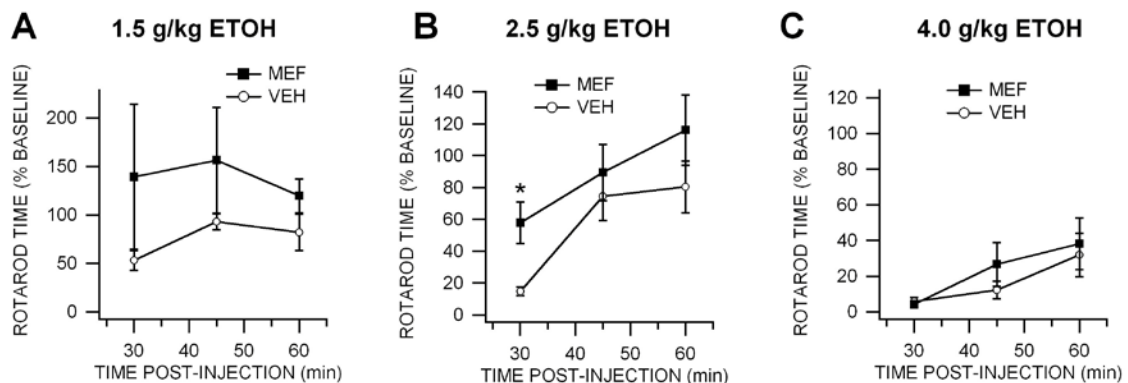 A 1.5 g/kg ETOH
MEF
VEH
ROTAROD TIME (% BASELINE)
200
150
100
50
0
30 40 50 60
TIME POST-INJECTION (min)
B 2.5 g/kg ETOH
MEF
VEH
ROTAROD TIME (% BASELINE)
140
120
100
80
60
40
20
0
*
30 40 50 60
TIME POST-INJECTION (min)
C 4.0 g/kg ETOH
MEF
VEH
ROTAROD TIME (% BASELINE)
120
100
80
60
40
20
0
30 40 50 60
TIME POST-INJECTION (min)